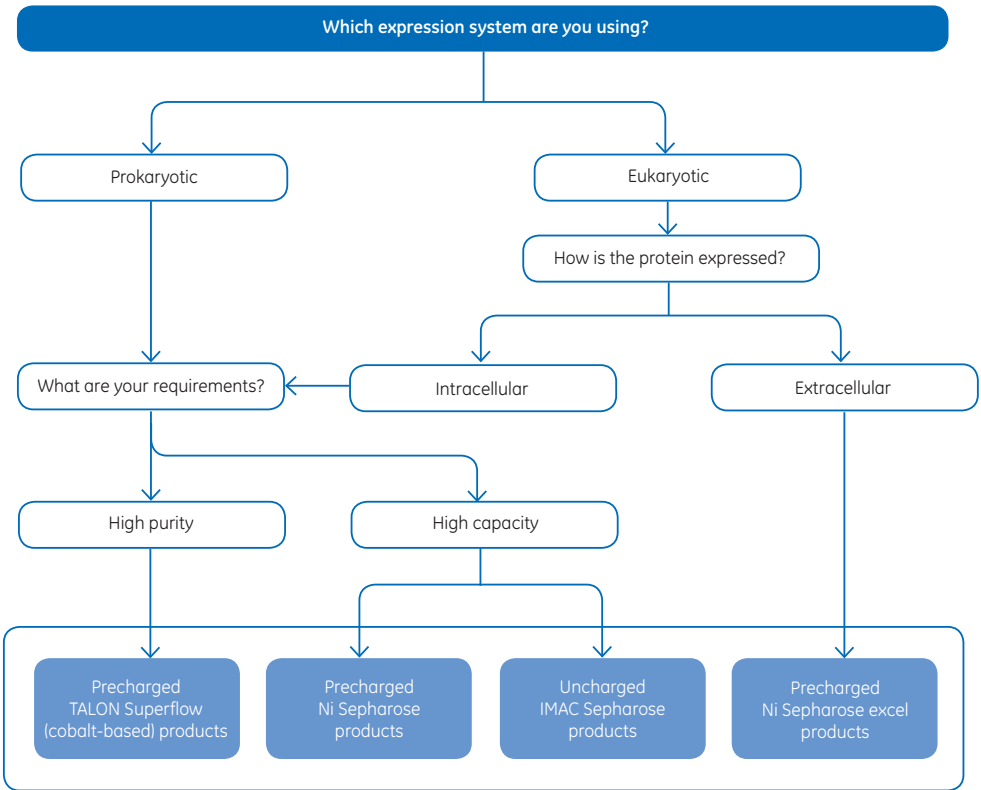 Which expression system are you using?
Prokaryotic
Eukaryotic
How is the protein expressed?
What are your requirements?
Intracellular
Extracellular
High purity
High capacity
Precharged
TALON Superflow
(cobalt-based) products
Precharged
Ni Sepharose
products
Uncharged
IMAC Sepharose
products
Precharged
Ni Sepharose excel
products